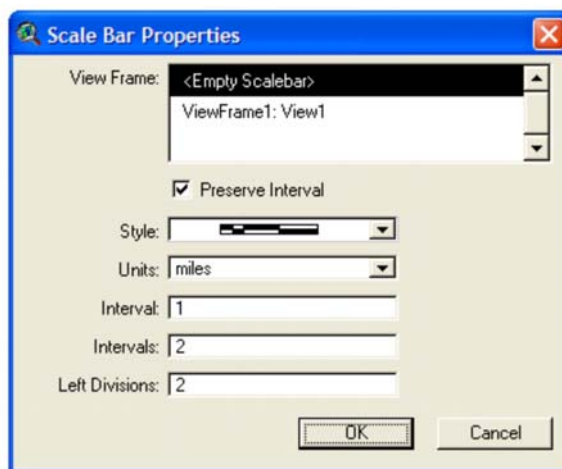 Scale Bar Properties
View Frame: <Empty Scalebar>
ViewFrame1: View1
Preserve Interval
Style:
Units: miles
Interval: 1
Intervals: 2
Left Divisions: 2
OK Cancel